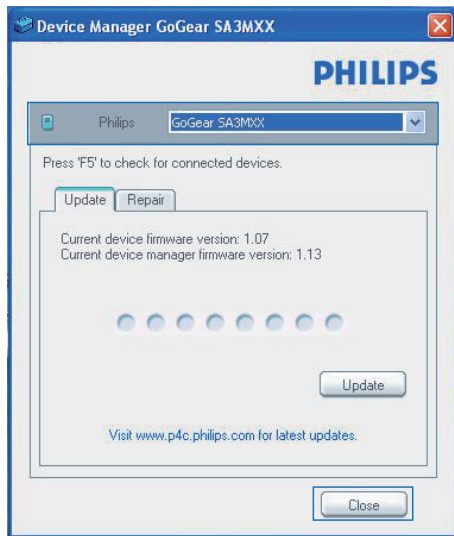 Device Manager GoGear SA3MXX
PHILIPS
Philips GoGear SA3MXX
Press 'F5' to check for connected devices.
Update Repair
Current device firmware version: 1.07
Current device manager firmware version: 1.13
Update
Visit www.p4c.philips.com for latest updates.
Close